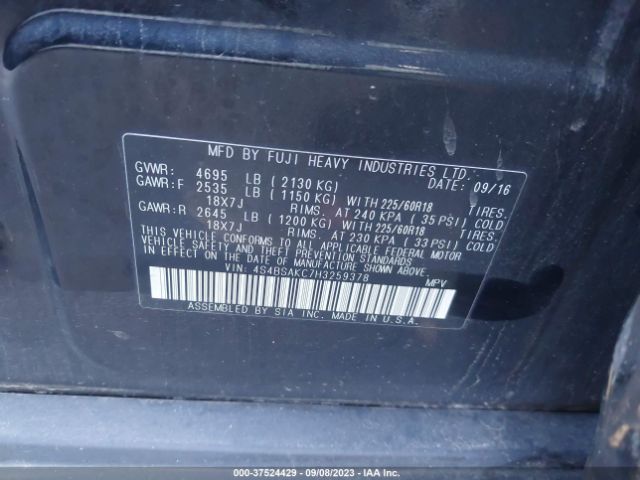 MFD BY FUJI HEAVY INDUSTRIES LTD.
GVWR: 4695 LB ( 2130 KG) DATE: 09/16
GAWR:F 2535 LB ( 1150 KG) WITH 225/60R18 TIRES.
18X7J RIMS. AT 240 KPA ( 35 PSI) COLD
GAWR:R 2645 LB ( 1200 KG) WITH 225/60R18 TIRES.
18X7J RIMS. AT 230 KPA ( 33 PSI) COLD
THIS VEHICLE CONFORMS TO ALL APPLICABLE FEDERAL MOTOR
VEHICLE SAFETY AND THEFT PREVENTION STANDARDS
IN EFFECT ON THE DATE OF MANUFACTURE SHOWN ABOVE.
VIN: 4S4BSAKC7H3259378 MPV
ASSEMBLED BY SIA INC. MADE IN U.S.A.
000-37524429 - 09/08/2023 - IAA Inc.